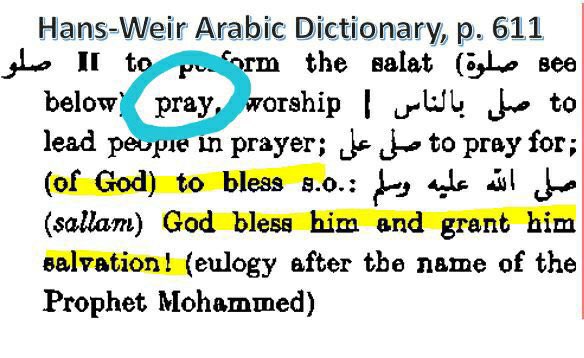 Hans-Weir Arabic Dictionary, p. 611
صلو II to perform the salat (صلوة see
below) pray, worship | صلى بالناس to
lead people in prayer; صلى على to pray for;
(of God) to bless s.o.: صلى الله عليه وسلم
(sallam) God bless him and grant him
salvation! (eulogy after the name of the
Prophet Mohammed)